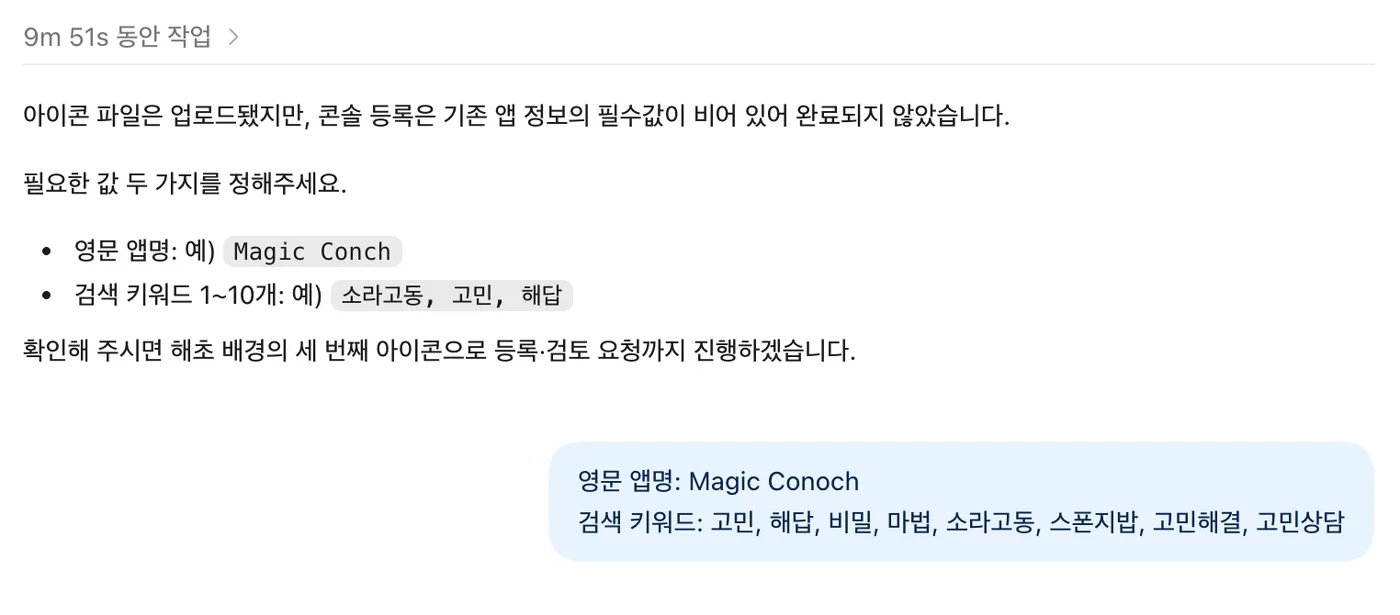 9m 51s 동안 작업 >
아이콘 파일은 업로드됐지만, 콘솔 등록은 기존 앱 정보의 필수값이 비어 있어 완료되지 않았습니다.
필요한 값 두 가지를 정해주세요.
• 영문 앱명: 예) Magic Conch
• 검색 키워드 1~10개: 예) 소라고동, 고민, 해답
확인해 주시면 해초 배경의 세 번째 아이콘으로 등록·검토 요청까지 진행하겠습니다.
영문 앱명: Magic Conoch
검색 키워드: 고민, 해답, 비밀, 마법, 소라고동, 스폰지밥, 고민해결, 고민상담